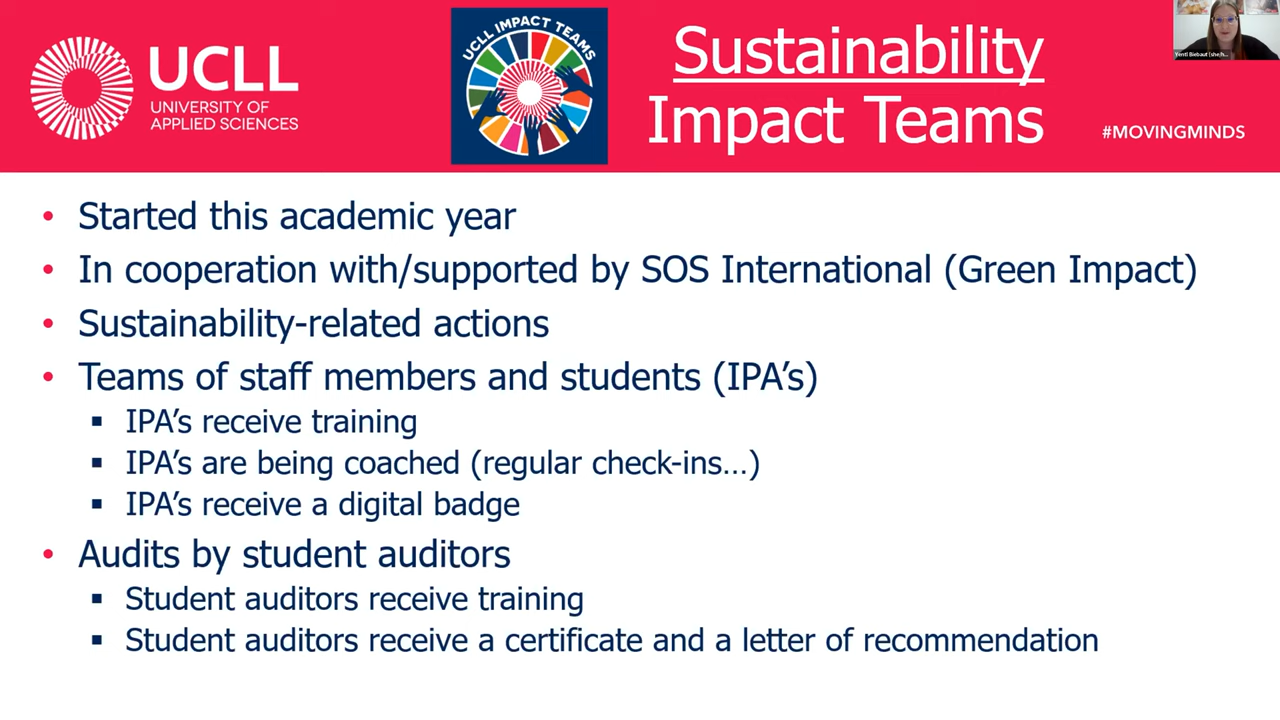 UCLL
UNIVERSITY OF
APPLIED SCIENCES
UCLL IMPACT TEAMS
Sustainability
Impact Teams
#MOVINGMINDS
Yentl Biebaut (she/h...
• Started this academic year
• In cooperation with/supported by SOS International (Green Impact)
• Sustainability-related actions
• Teams of staff members and students (IPA’s)
▪ IPA’s receive training
▪ IPA’s are being coached (regular check-ins…)
▪ IPA’s receive a digital badge
• Audits by student auditors
▪ Student auditors receive training
▪ Student auditors receive a certificate and a letter of recommendation